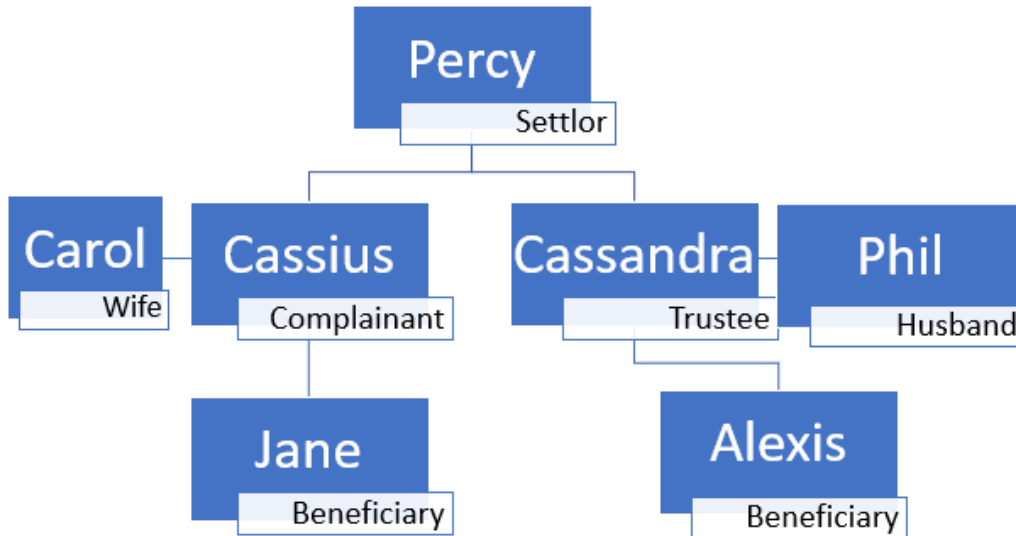 Percy
Settlor
Carol
Wife
Cassius
Complainant
Cassandra
Trustee
Phil
Husband
Jane
Beneficiary
Alexis
Beneficiary